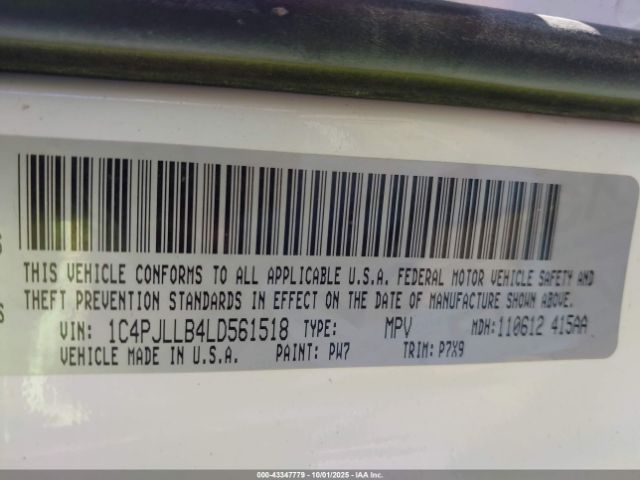 THIS VEHICLE CONFORMS TO ALL APPLICABLE U.S.A. FEDERAL MOTOR VEHICLE SAFETY AND
THEFT PREVENTION STANDARDS IN EFFECT ON THE DATE OF MANUFACTURE SHOWN ABOVE.
VIN: 1C4PJLLB4LD561518 TYPE: MPV MDH: 110612 415AA
VEHICLE MADE IN U.S.A. PAINT: PW7 TRIM: P7X9
000-43347779 - 10/01/2025 - IAA Inc.